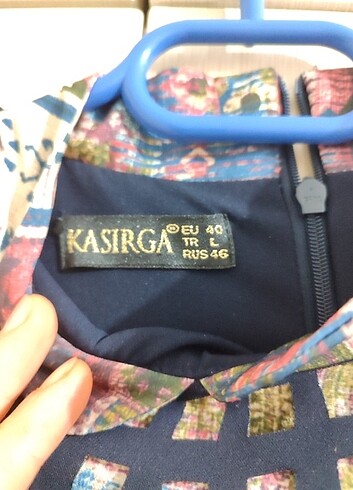 KASIRGA® EU 40
TR L
RUS 46